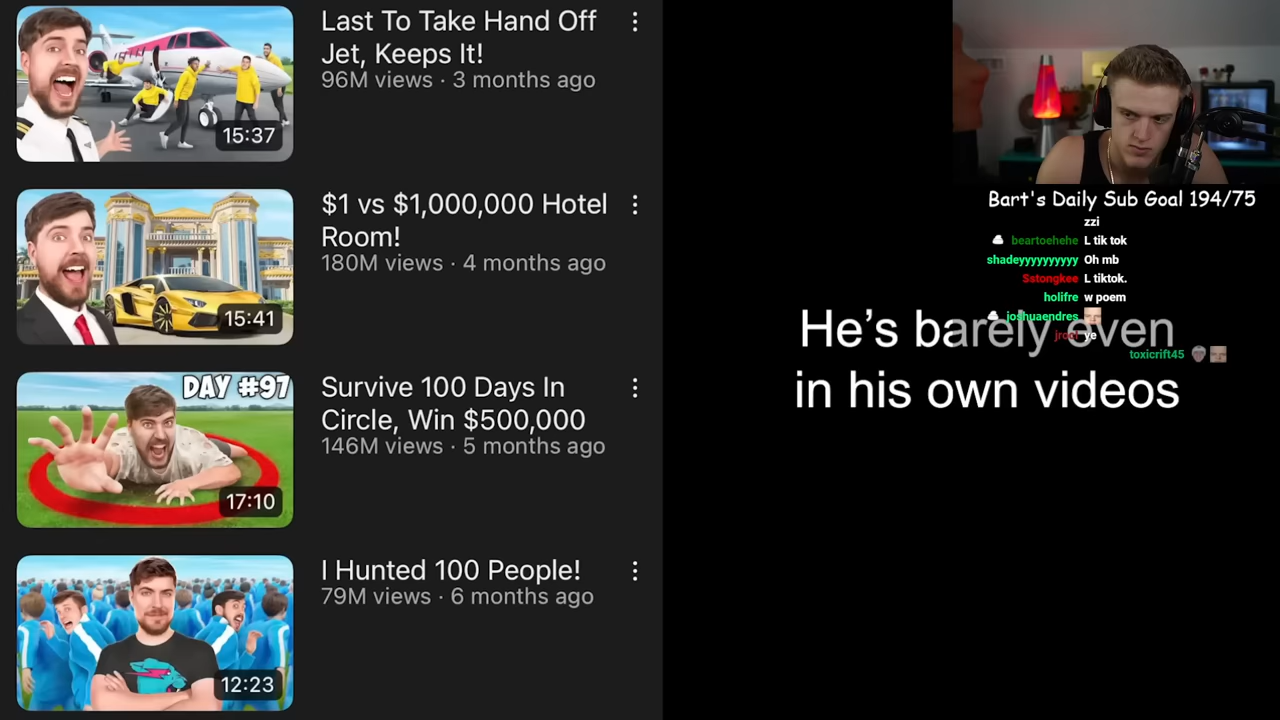 Last To Take Hand Off
Jet, Keeps It!
96M views · 3 months ago
15:37
$1 vs $1,000,000 Hotel
Room!
180M views · 4 months ago
15:41
DAY #97
Survive 100 Days In
Circle, Win $500,000
146M views · 5 months ago
17:10
I Hunted 100 People!
79M views · 6 months ago
12:23
Bart's Daily Sub Goal 194/75
zzi
beartoehehe L tik tok
shadeyyyyyyyyy Oh mb
Sstongkee L tiktok.
holifre w poem
joshuaendres
ye
toxicrift45
He's barely even
in his own videos